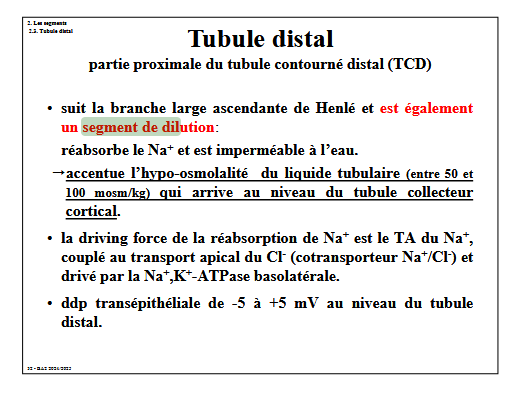 2. Les segments
2.3. Tubule distal
Tubule distal
partie proximale du tubule contourné distal (TCD)
• suit la branche large ascendante de Henlé et est également
un segment de dilution:
réabsorbe le Na⁺ et est imperméable à l'eau.
→accentue l'hypo-osmolalité du liquide tubulaire (entre 50 et
100 mosm/kg) qui arrive au niveau du tubule collecteur
cortical.
• la driving force de la réabsorption de Na⁺ est le TA du Na⁺,
couplé au transport apical du Cl⁻ (cotransporteur Na⁺/Cl⁻) et
drivé par la Na⁺,K⁺-ATPase basolatérale.
• ddp transépithéliale de -5 à +5 mV au niveau du tubule
distal.